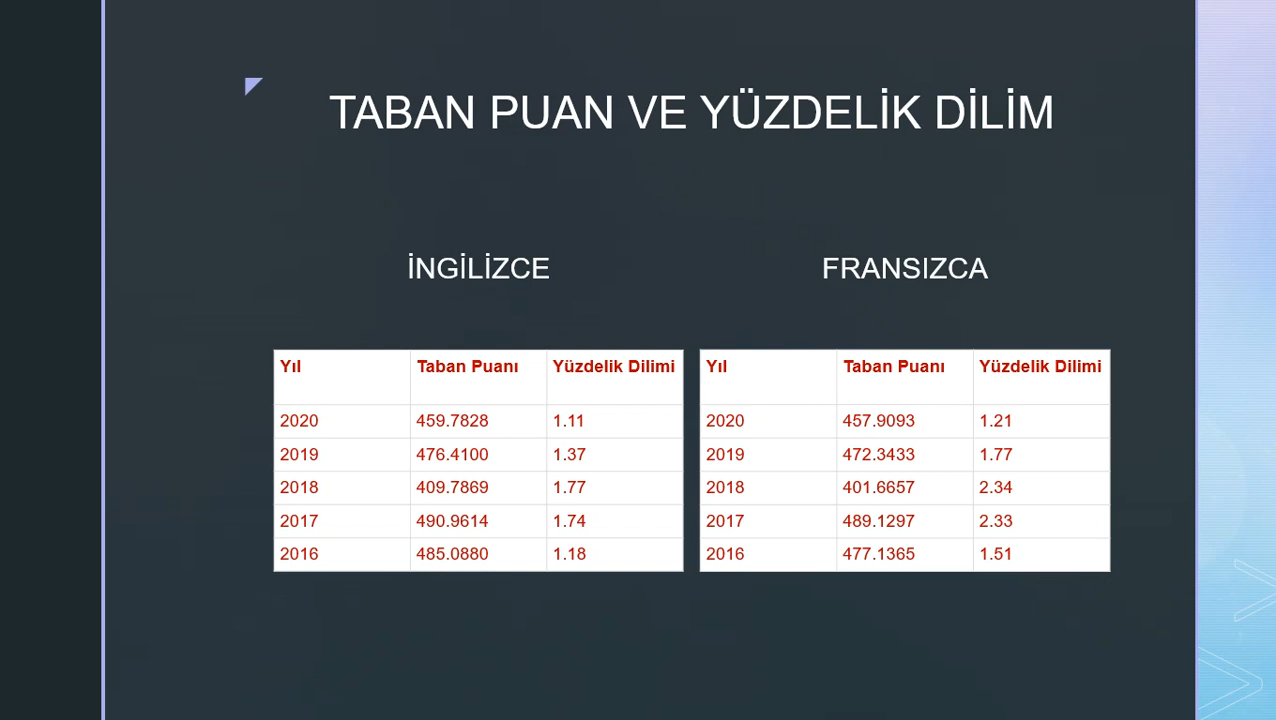 TABAN PUAN VE YÜZDELİK DİLİM
İNGİLİZCE
Yıl Taban Puanı Yüzdelik Dilimi
2020 459.7828 1.11
2019 476.4100 1.37
2018 409.7869 1.77
2017 490.9614 1.74
2016 485.0880 1.18
FRANSIZCA
Yıl Taban Puanı Yüzdelik Dilimi
2020 457.9093 1.21
2019 472.3433 1.77
2018 401.6657 2.34
2017 489.1297 2.33
2016 477.1365 1.51